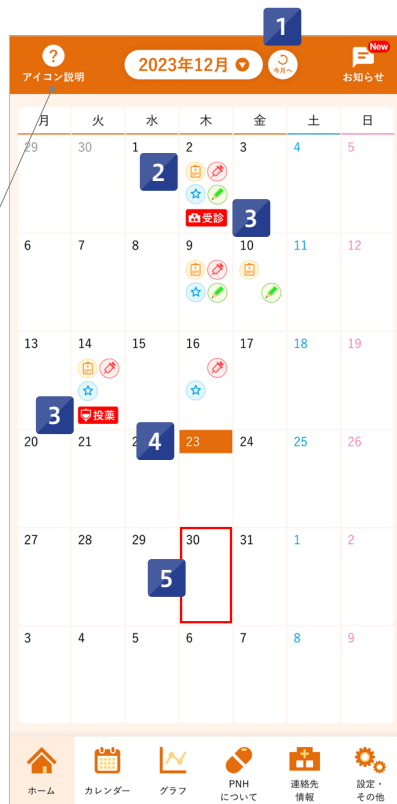 1
?
アイコン説明
2023年12月
今月へ
New
お知らせ
月 火 水 木 金 土 日
29 30 1 2 3 4 5
2
受診
3
6 7 8 9 10 11 12
13 14 15 16 17 18 19
3
投薬
4
20 21 2 23 24 25 26
27 28 29 30 31 1 2
5
3 4 5 6 7 8 9
ホーム
カレンダー
グラフ
PNH
について
連絡先
情報
設定・
その他